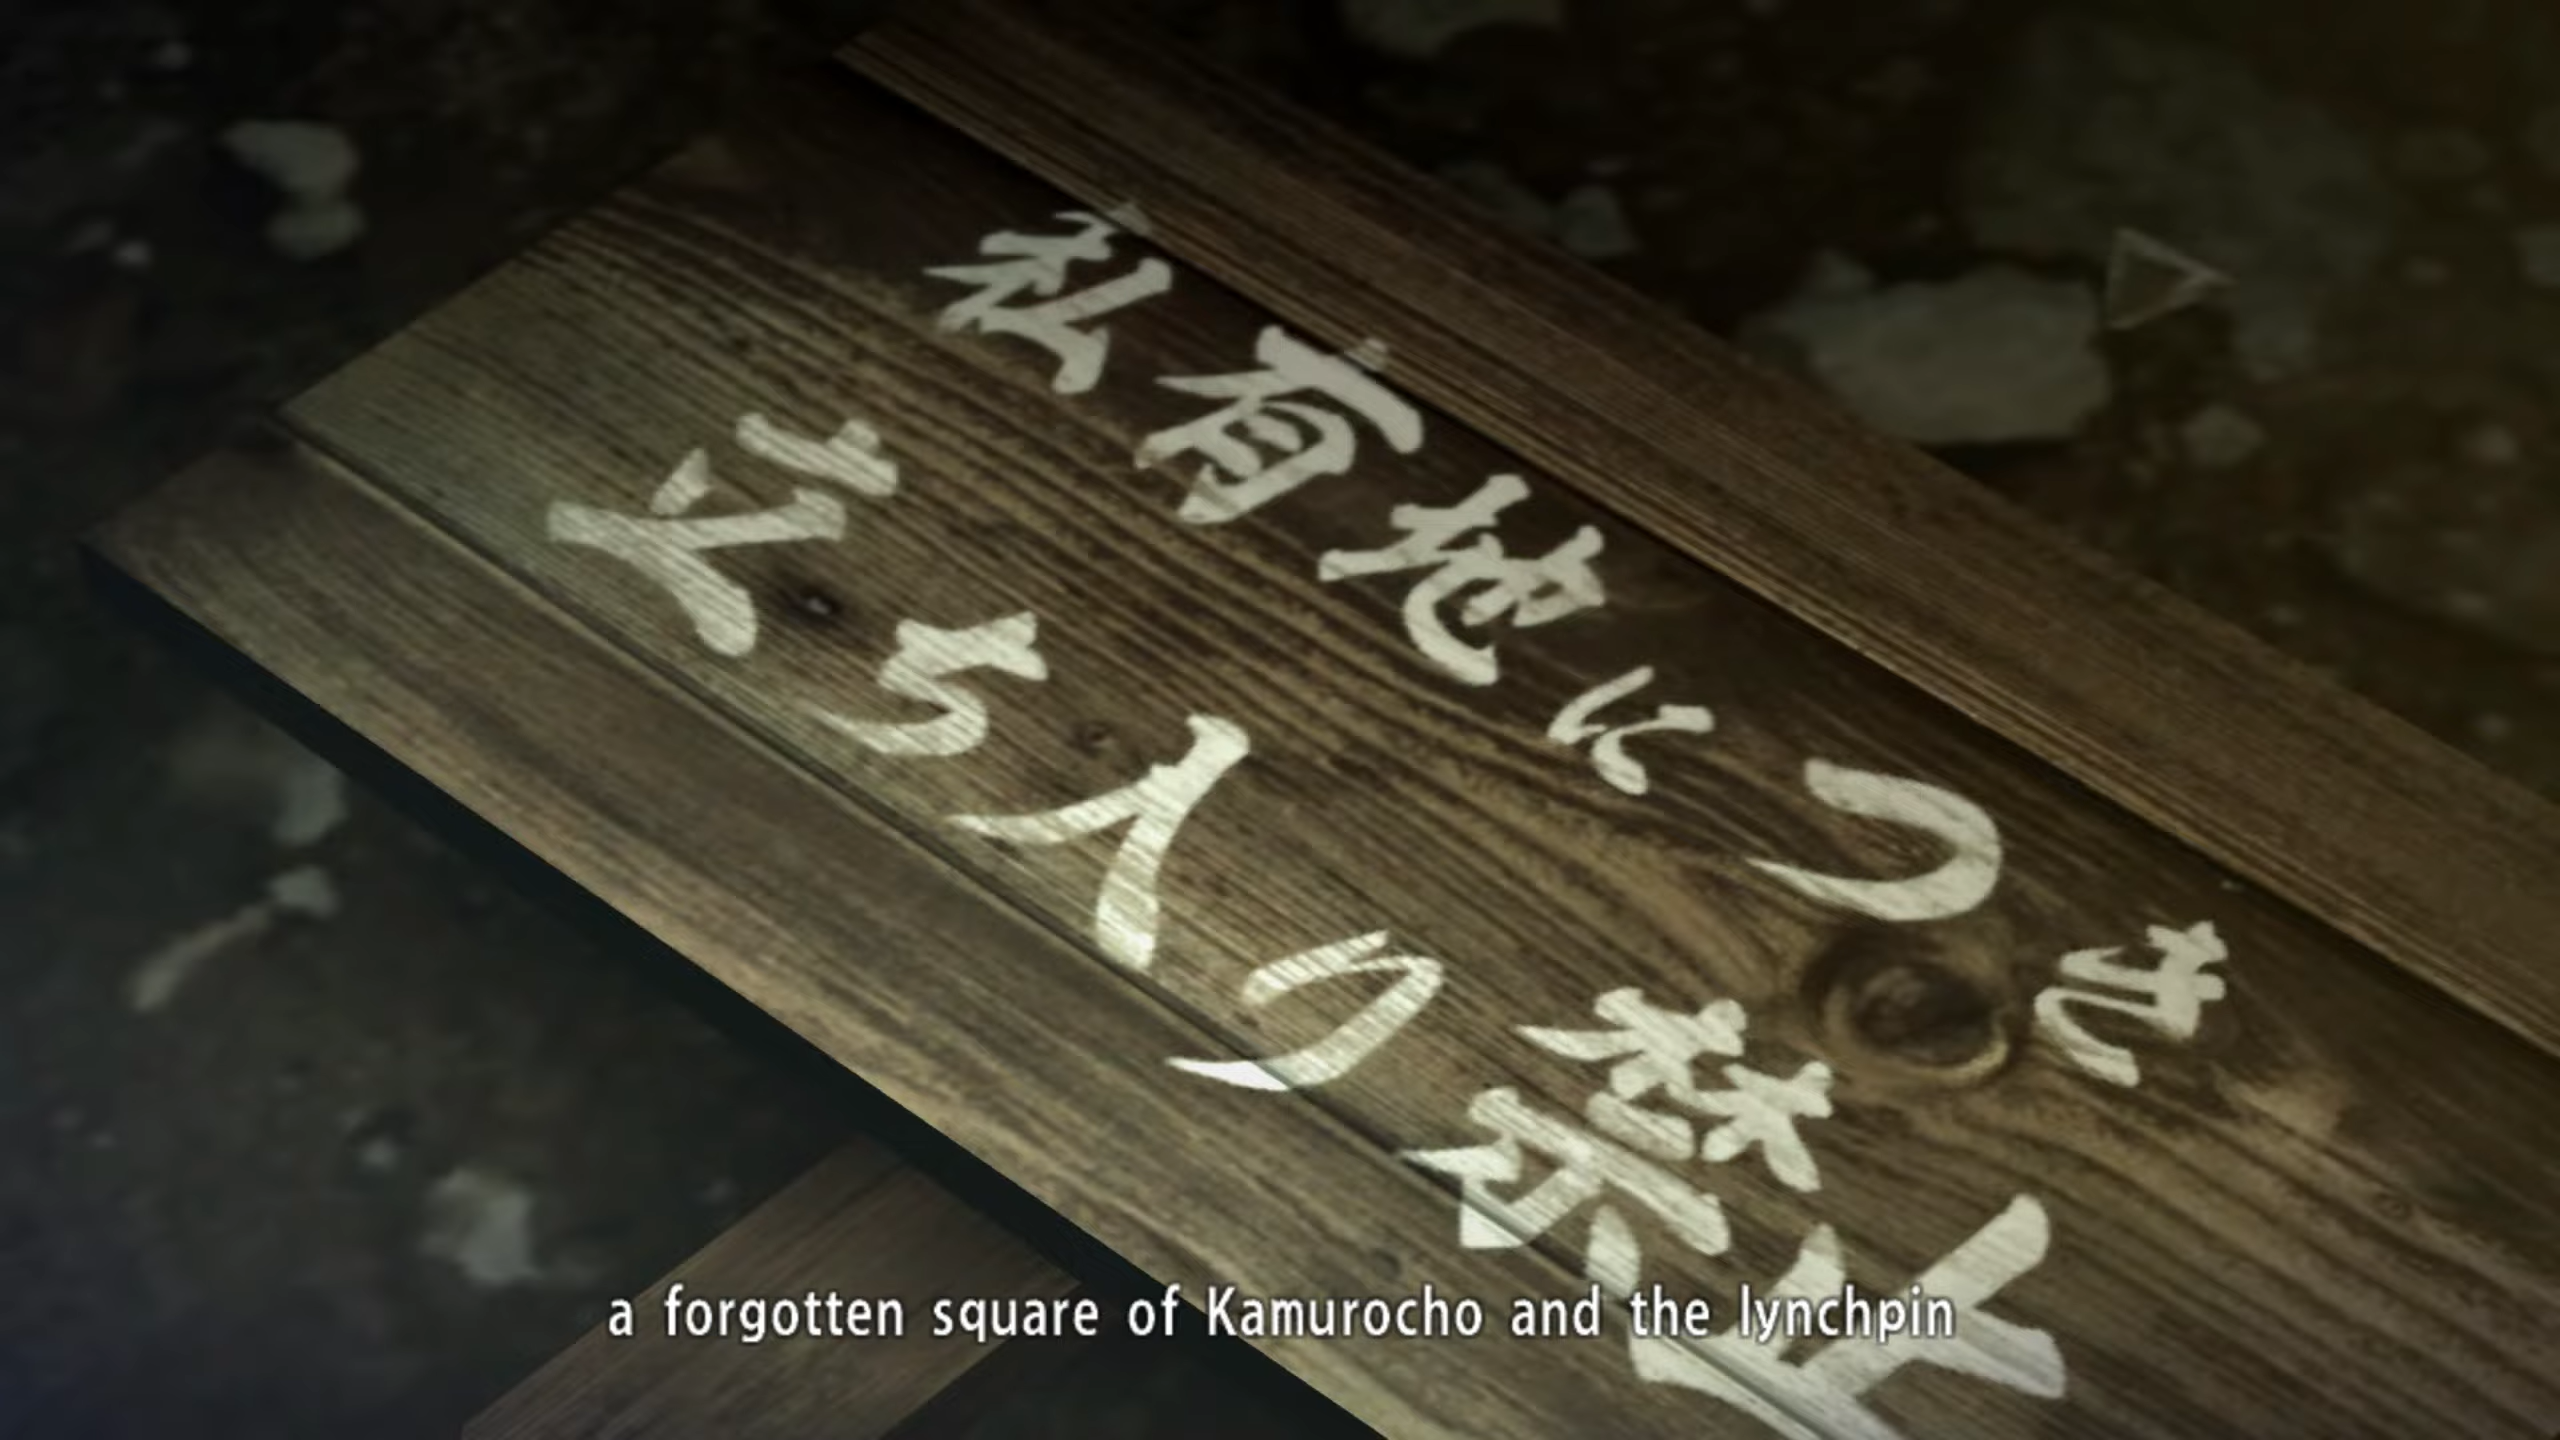 私有地につき
立ち入り禁止
a forgotten square of Kamurocho and the lynchpin